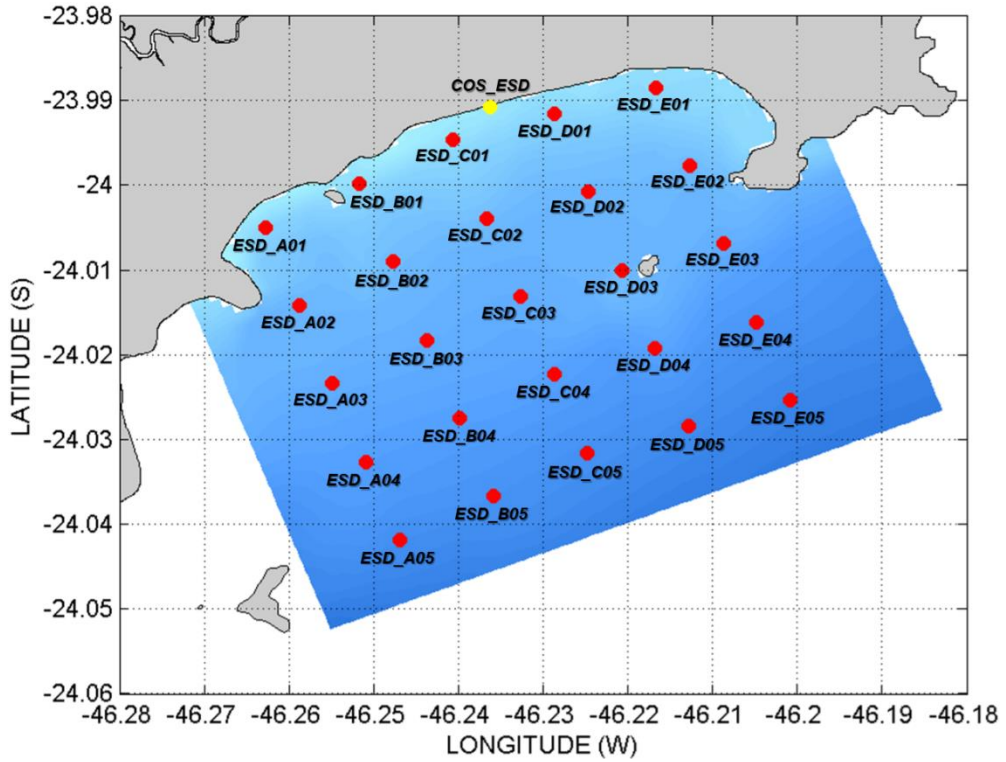 -23.98
COS_ESD
ESD_E01
-23.99
ESD_D01
ESD_C01
ESD_E02
-24
ESD_B01
ESD_D02
ESD_C02
ESD_A01
ESD_E03
-24.01
ESD_B02
ESD_D03
ESD_C03
ESD_A02
ESD_E04
-24.02
ESD_B03
ESD_D04
ESD_C04
ESD_A03
ESD_E05
-24.03
ESD_B04
ESD_D05
ESD_C05
ESD_A04
-24.04
ESD_B05
ESD_A05
-24.05
-24.06
LATITUDE (S)
-46.28 -46.27 -46.26 -46.25 -46.24 -46.23 -46.22 -46.21 -46.2 -46.19 -46.18
LONGITUDE (W)